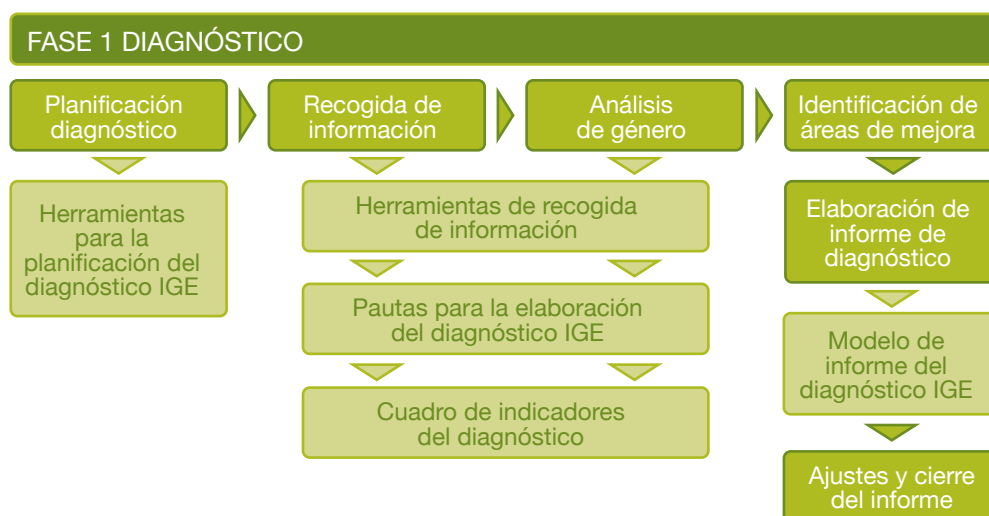 FASE 1 DIAGNÓSTICO
Planificación
diagnóstico
Recogida de
información
Análisis
de género
Identificación de
áreas de mejora
Herramientas
para la
planificación del
diagnóstico IGE
Herramientas de recogida
de información
Pautas para la elaboración
del diagnóstico IGE
Cuadro de indicadores
del diagnóstico
Elaboración de
informe de
diagnóstico
Modelo de
informe del
diagnóstico IGE
Ajustes y cierre
del informe